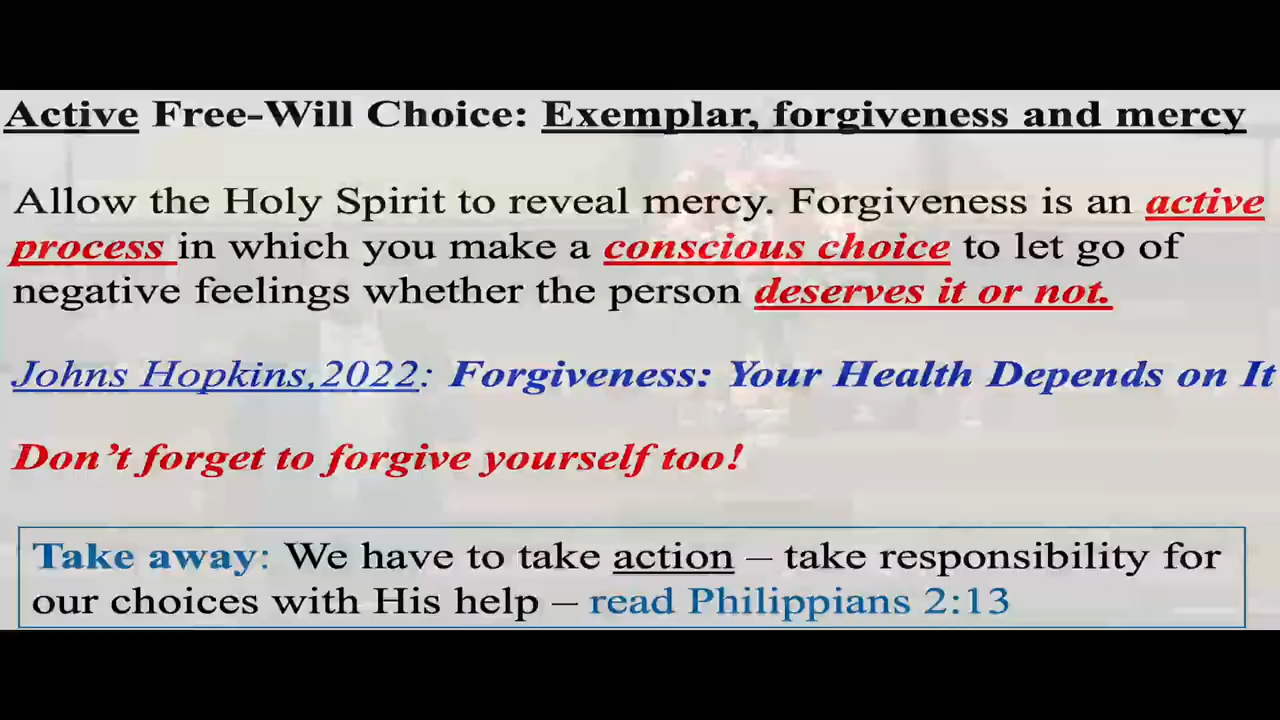 Active Free-Will Choice: Exemplar, forgiveness and mercy
Allow the Holy Spirit to reveal mercy. Forgiveness is an active
process in which you make a conscious choice to let go of
negative feelings whether the person deserves it or not.
Johns Hopkins,2022: Forgiveness: Your Health Depends on It
Don’t forget to forgive yourself too!
Take away: We have to take action – take responsibility for
our choices with His help – read Philippians 2:13